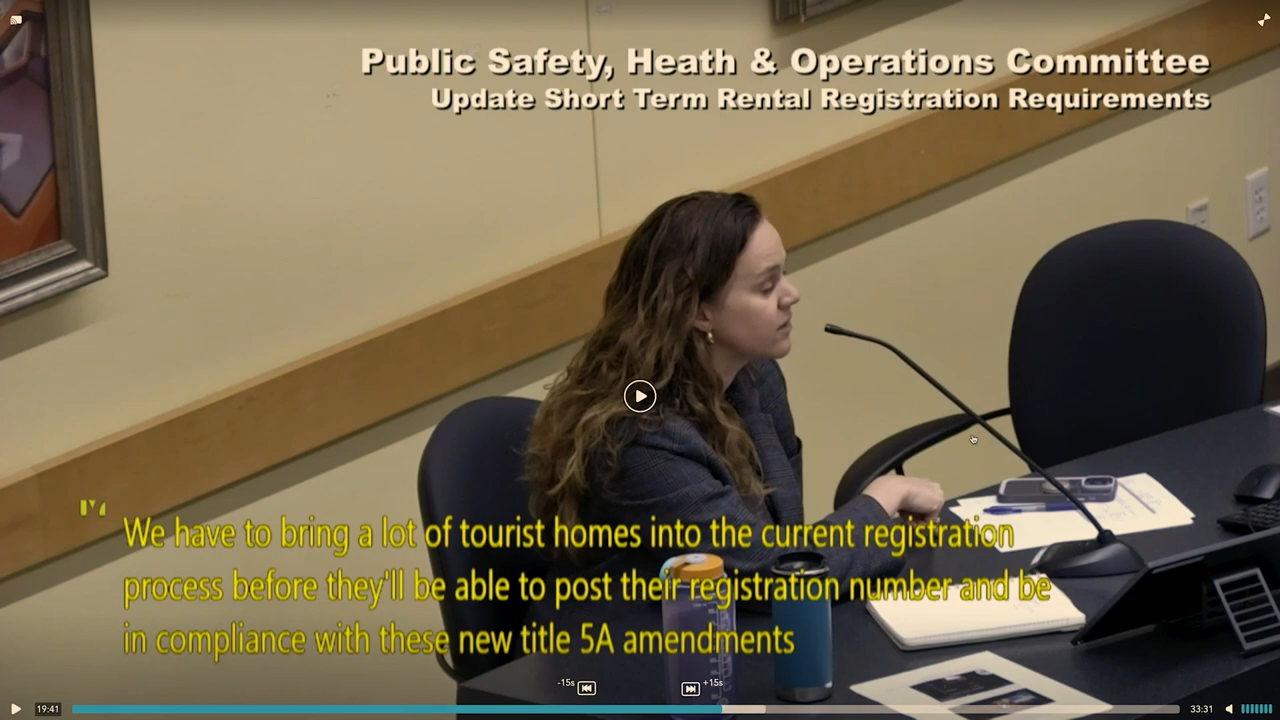 Public Safety, Heath & Operations Committee
Update Short Term Rental Registration Requirements
"
We have to bring a lot of tourist homes into the current registration
process before they'll be able to post their registration number and be
in compliance with these new title 5A amendments
-15s
+15s
19:41
33:31